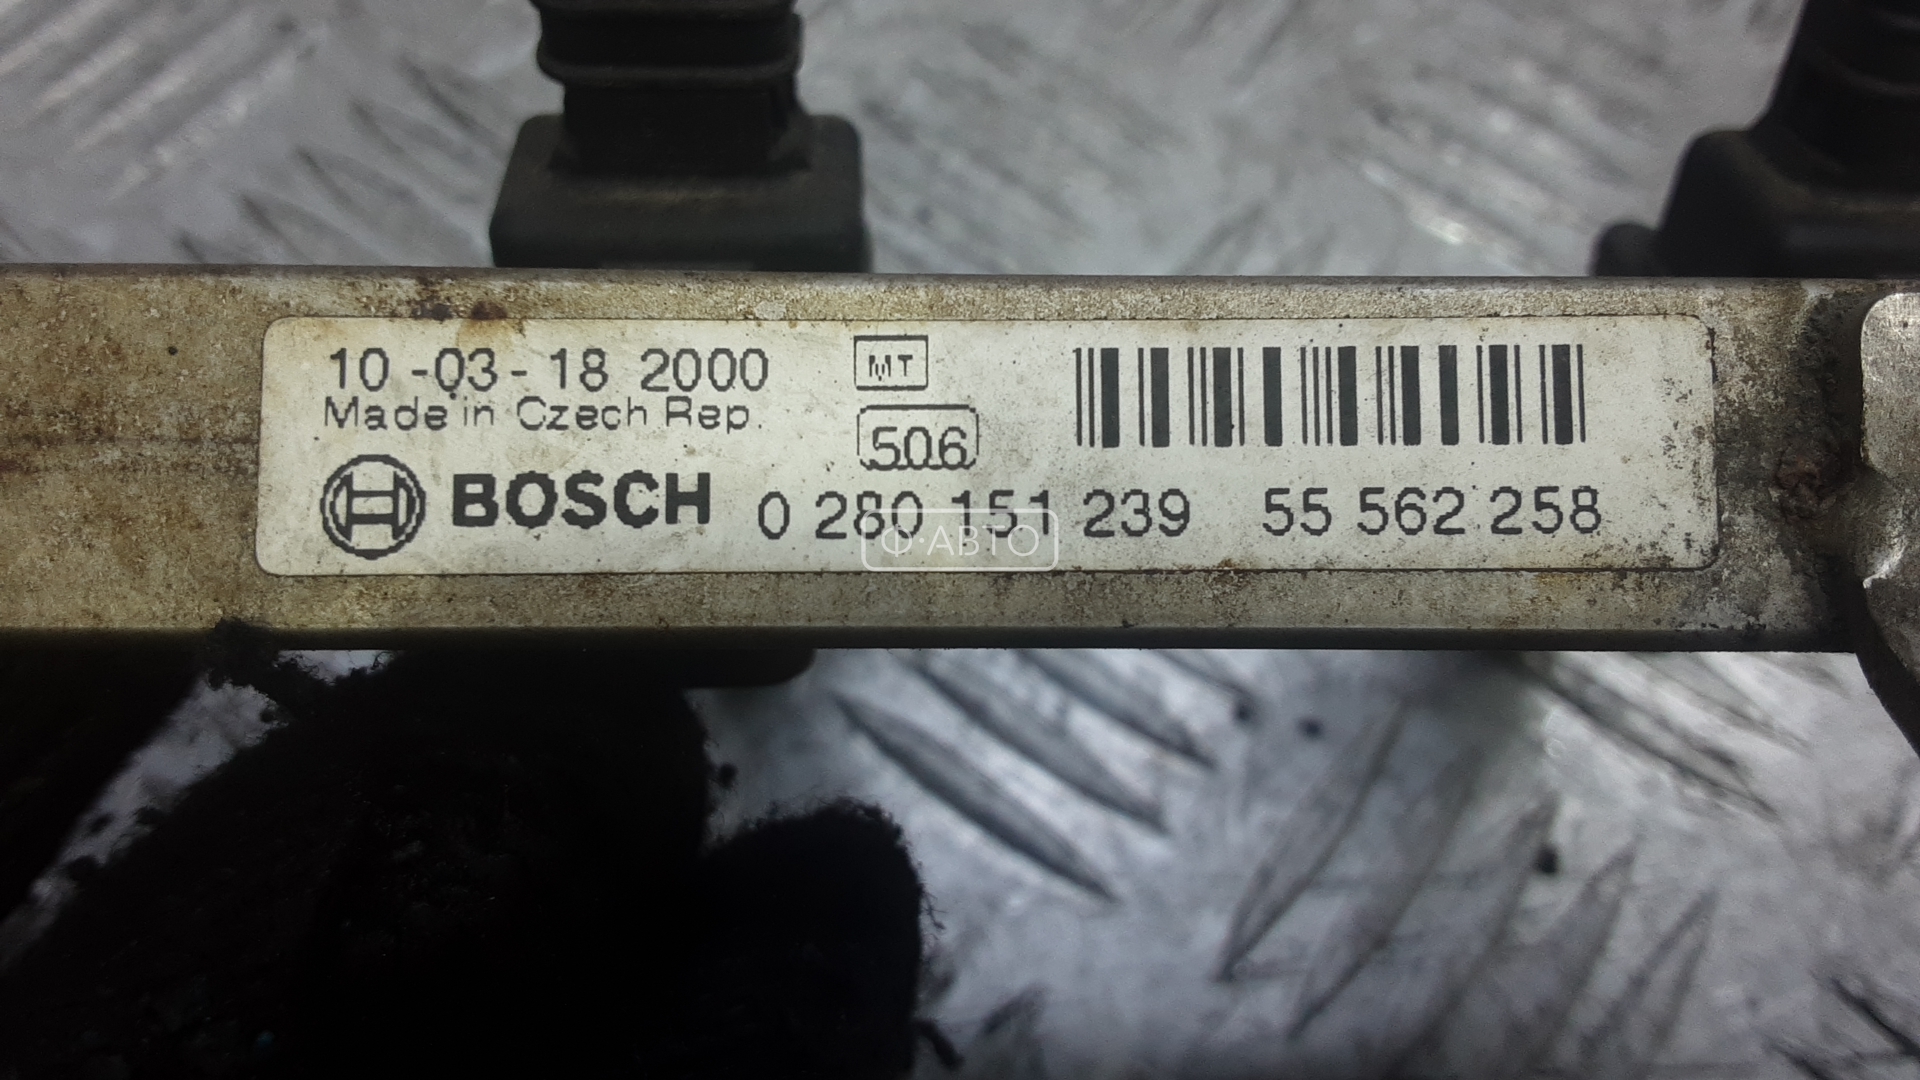 10-03-18 2000 MT
Made in Czech Rep.
506
BOSCH 0 280 151 239 55 562 258
Ф·АВТО